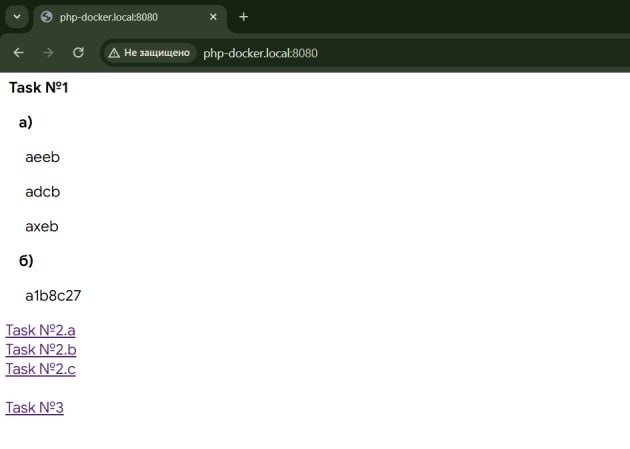 php-docker.local:8080
Не защищено php-docker.local:8080
Task №1
а)
aeeb
adcb
axeb
б)
a1b8c27
Task №2.a
Task №2.b
Task №2.c
Task №3